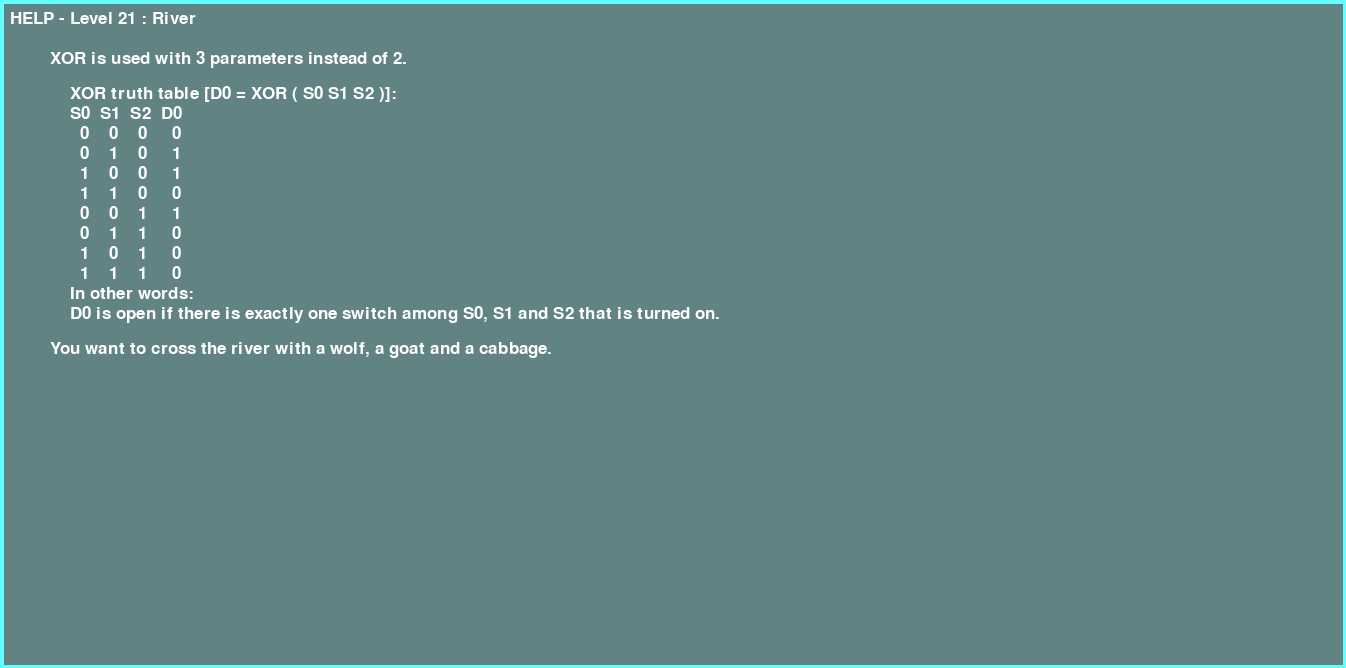 HELP - Level 21 : River
XOR is used with 3 parameters instead of 2.
XOR truth table [D0 = XOR ( S0 S1 S2 )]:
S0 S1 S2 D0
0 0 0 0
0 1 0 1
1 0 0 1
1 1 0 0
0 0 1 1
0 1 1 0
1 0 1 0
1 1 1 0
In other words:
D0 is open if there is exactly one switch among S0, S1 and S2 that is turned on.
You want to cross the river with a wolf, a goat and a cabbage.